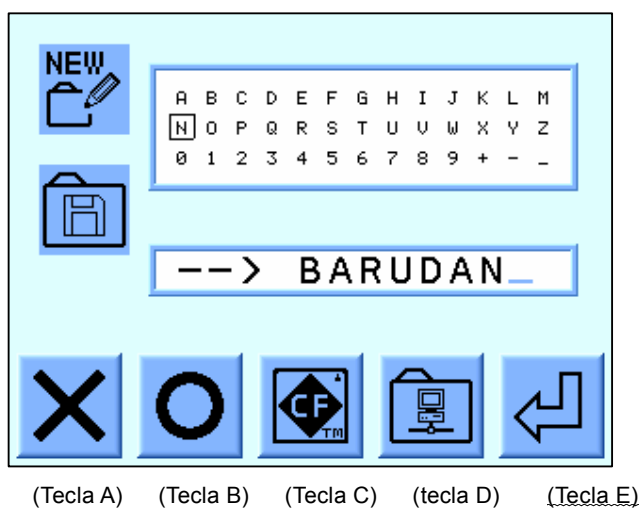 NEW
A B C D E F G H I J K L M
N O P Q R S T U V W X Y Z
0 1 2 3 4 5 6 7 8 9 + - _
--> BARUDAN_
CF
TM
(Tecla A) (Tecla B) (Tecla C) (tecla D) (Tecla E)